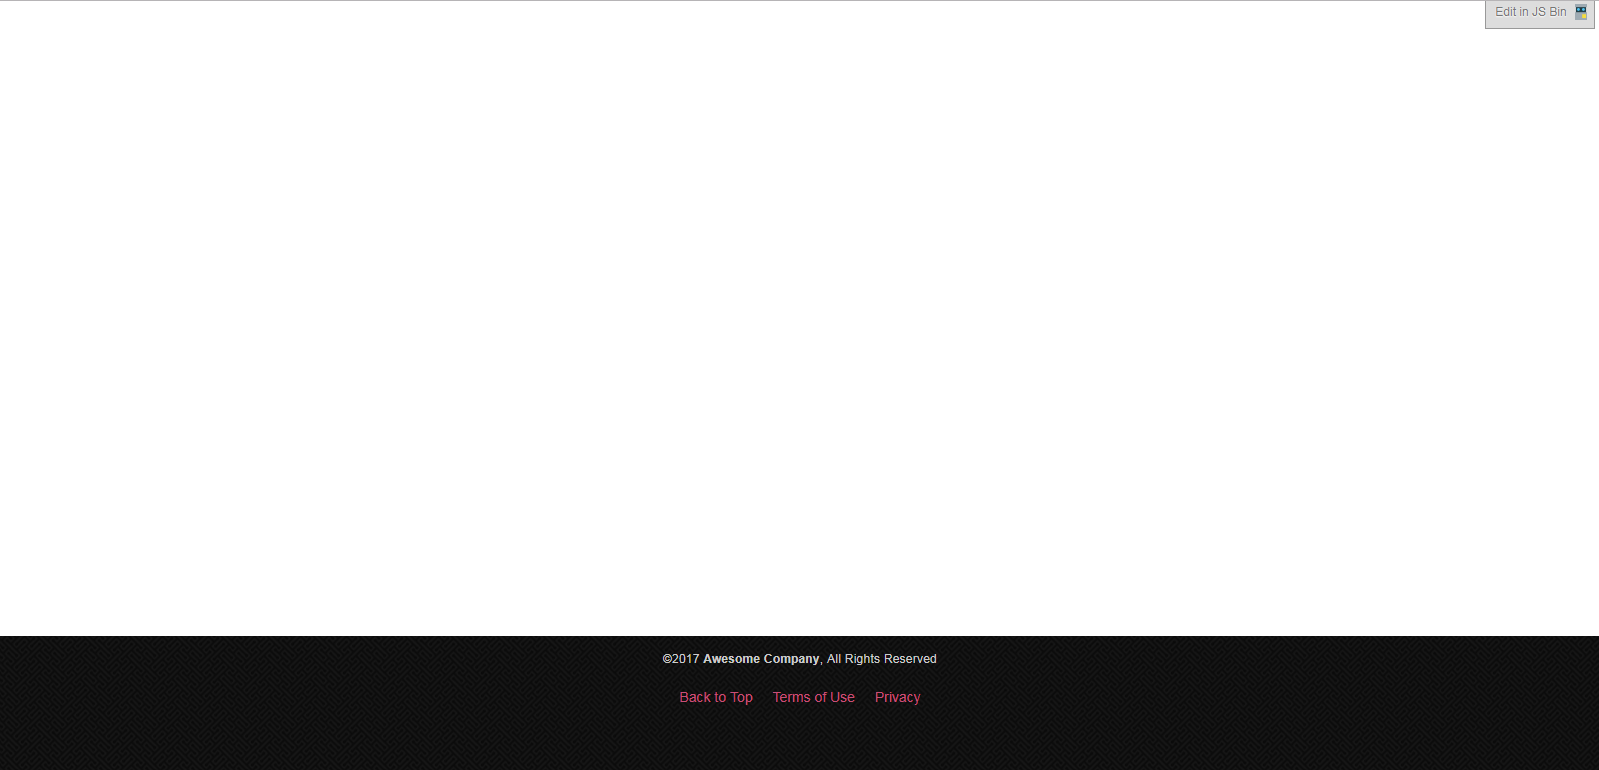 Edit in JS Bin
©2017 Awesome Company, All Rights Reserved
Back to Top Terms of Use Privacy